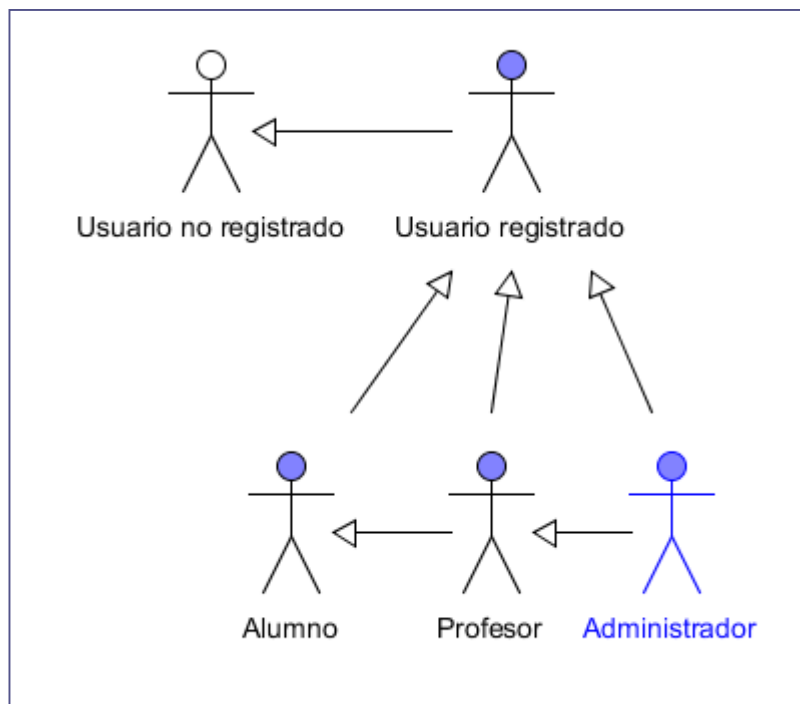 Usuario no registrado
Usuario registrado
Alumno
Profesor
Administrador